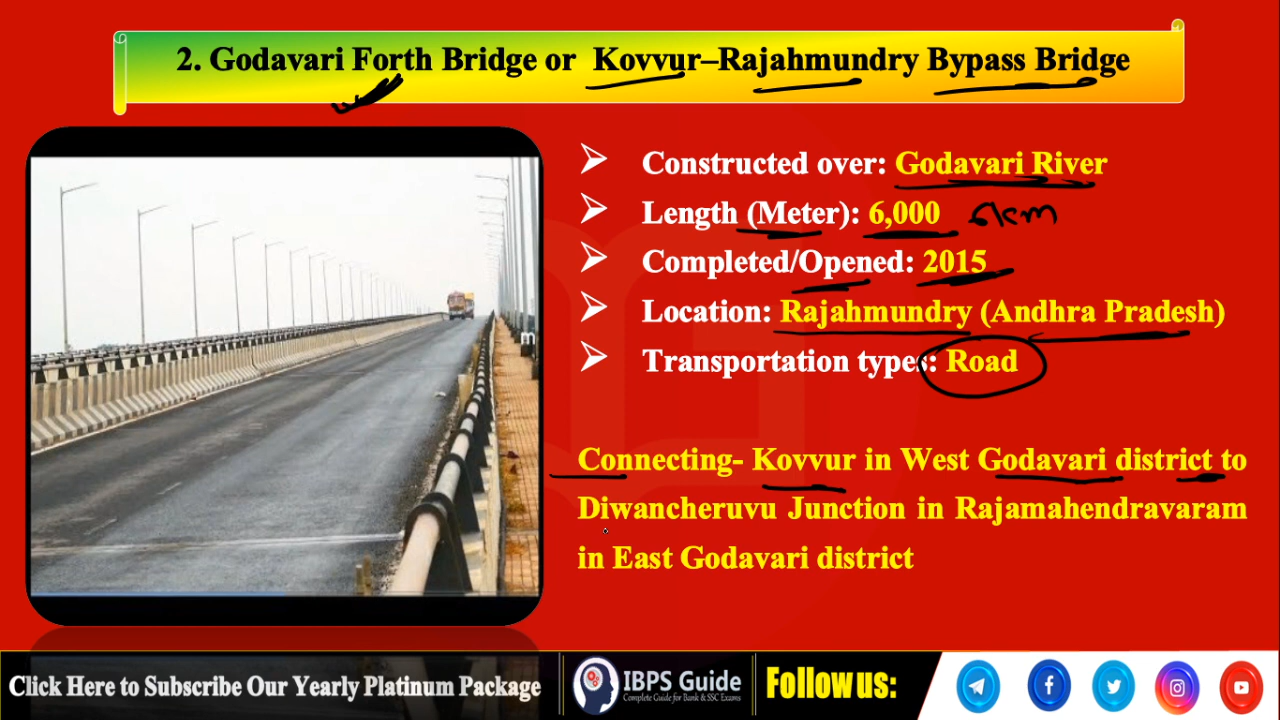 2. Godavari Forth Bridge or Kovvur–Rajahmundry Bypass Bridge
Constructed over: Godavari River
Length (Meter): 6,000 6km
Completed/Opened: 2015
Location: Rajahmundry (Andhra Pradesh)
Transportation types: Road
Connecting- Kovvur in West Godavari district to
Diwancheruvu Junction in Rajamahendravaram
in East Godavari district
Click Here to Subscribe Our Yearly Platinum Package
IBPS Guide
Complete Guide for Bank & SSC Exams
Follow us: